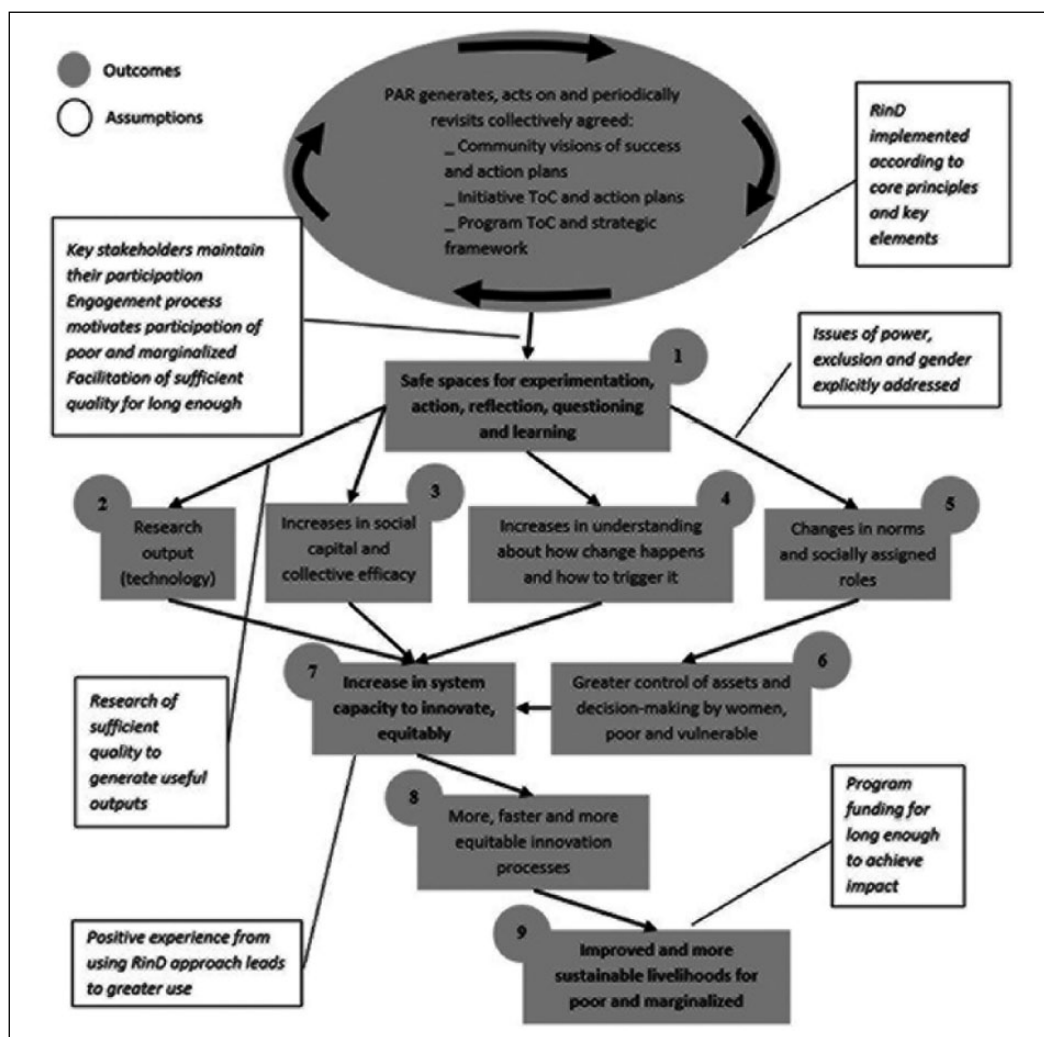 Outcomes
Assumptions
PAR generates, acts on and periodically
revisits collectively agreed:
_ Community visions of success
and action plans
_ Initiative ToC and action plans
_ Program ToC and strategic
framework
RinD
implemented
according to
core principles
and key
elements
Key stakeholders maintain
their participation
Engagement process
motivates participation of
poor and marginalized
Facilitation of sufficient
quality for long enough
1
Safe spaces for experimentation,
action, reflection, questioning
and learning
Issues of power,
exclusion and gender
explicitly addressed
2
Research
output
(technology)
3
Increases in social
capital and
collective efficacy
4
Increases in understanding
about how change happens
and how to trigger it
5
Changes in norms
and socially assigned
roles
7
Increase in system
capacity to innovate,
equitably
6
Greater control of assets and
decision-making by women,
poor and vulnerable
Research of
sufficient
quality to
generate useful
outputs
8
More, faster and more
equitable innovation
processes
Program
funding for
long enough
to achieve
impact
Positive experience from
using RinD approach leads
to greater use
9
Improved and more
sustainable livelihoods for
poor and marginalized